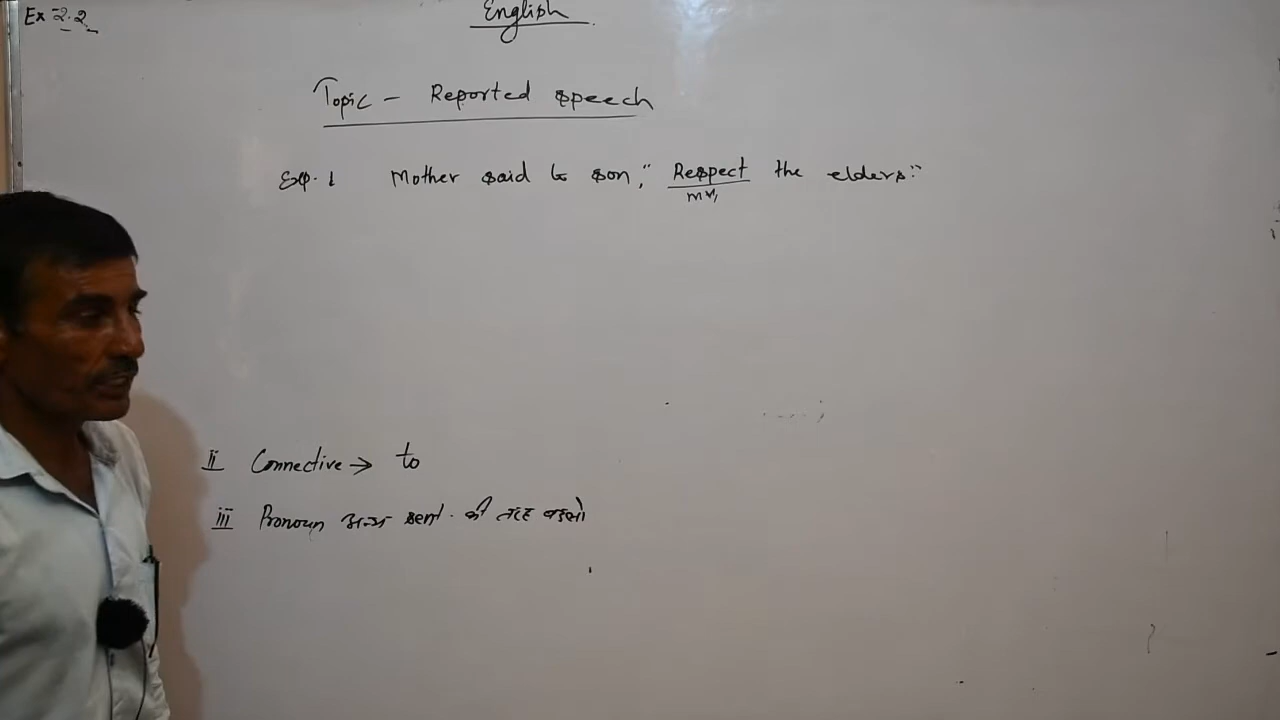 Ex 2.2
English
Topic - Reported speech
Exp. 1 Mother said to son, "Respect the elders."
MV₁
II Connective → to
III Pronoun अन्य sent. की तरह बदलो